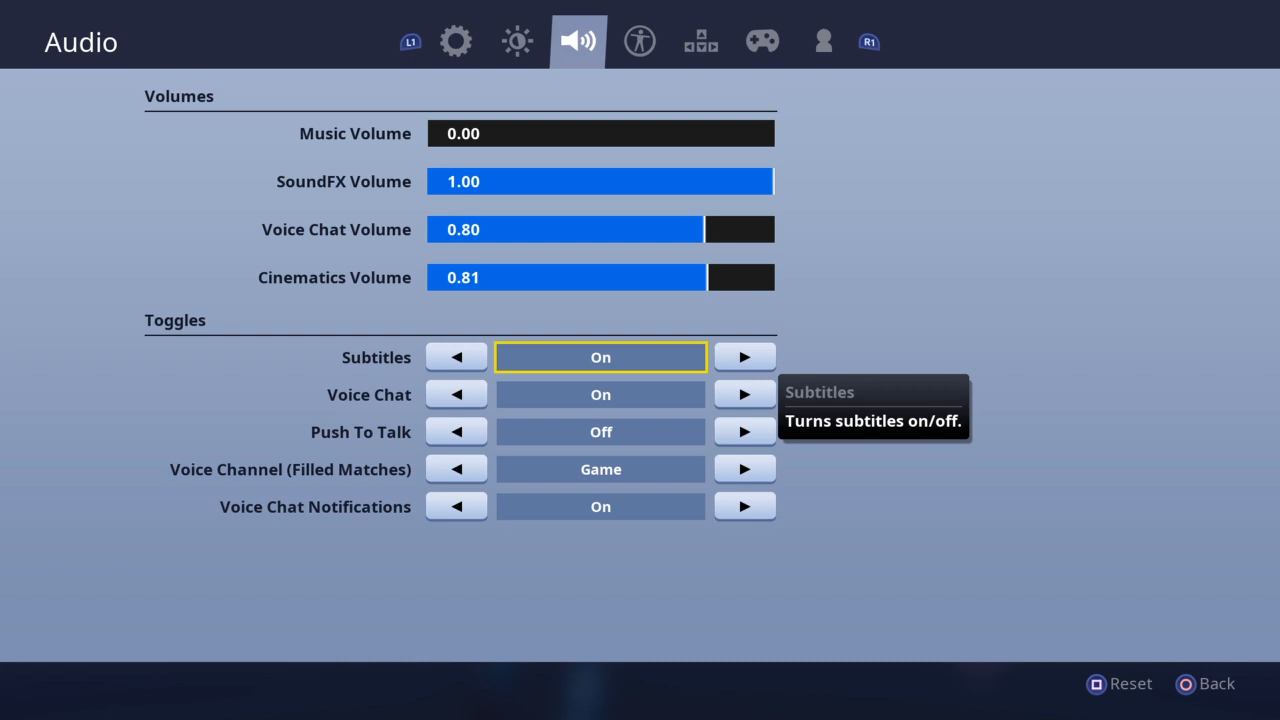 Audio
L1
R1
Volumes
Music Volume 0.00
SoundFX Volume 1.00
Voice Chat Volume 0.80
Cinematics Volume 0.81
Toggles
Subtitles On
Voice Chat On
Push To Talk Off
Voice Channel (Filled Matches) Game
Voice Chat Notifications On
Subtitles
Turns subtitles on/off.
Reset
Back